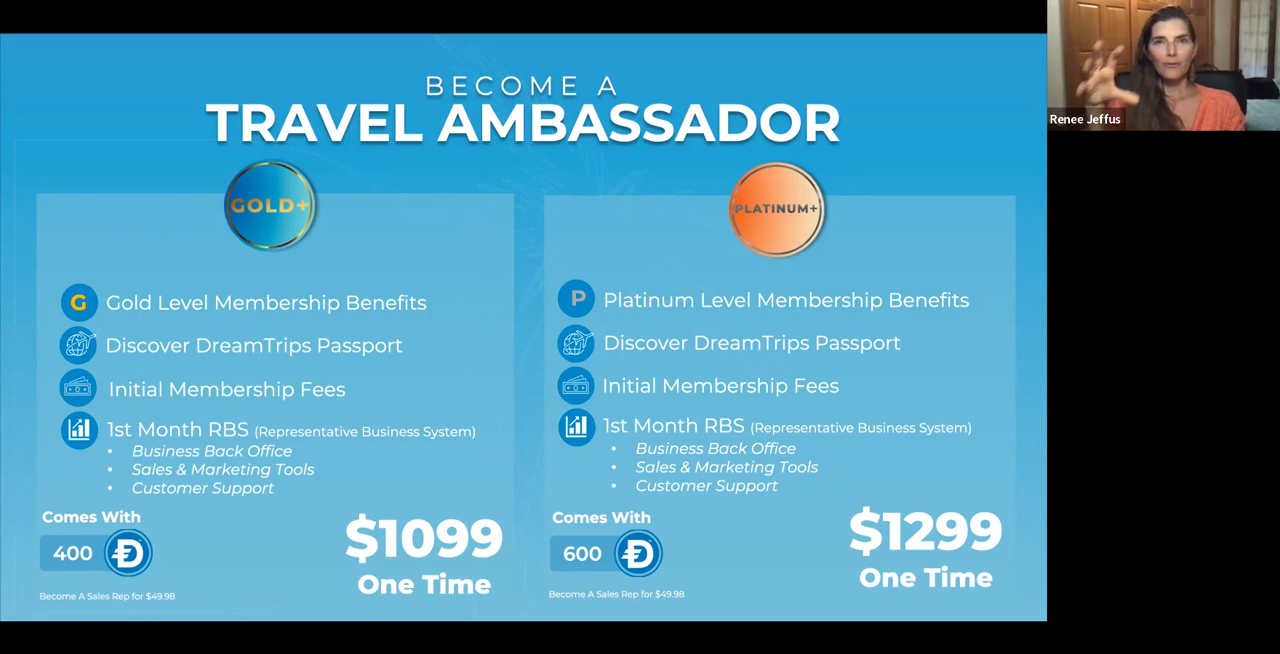 BECOME A
TRAVEL AMBASSADOR
GOLD+
G Gold Level Membership Benefits
Discover DreamTrips Passport
Initial Membership Fees
1st Month RBS (Representative Business System)
• Business Back Office
• Sales & Marketing Tools
• Customer Support
Comes With
400 Đ
$1099
One Time
Become A Sales Rep for $49.98
PLATINUM+
P Platinum Level Membership Benefits
Discover DreamTrips Passport
Initial Membership Fees
1st Month RBS (Representative Business System)
• Business Back Office
• Sales & Marketing Tools
• Customer Support
Comes With
600 Đ
$1299
One Time
Become A Sales Rep for $49.98
Renee Jeffus